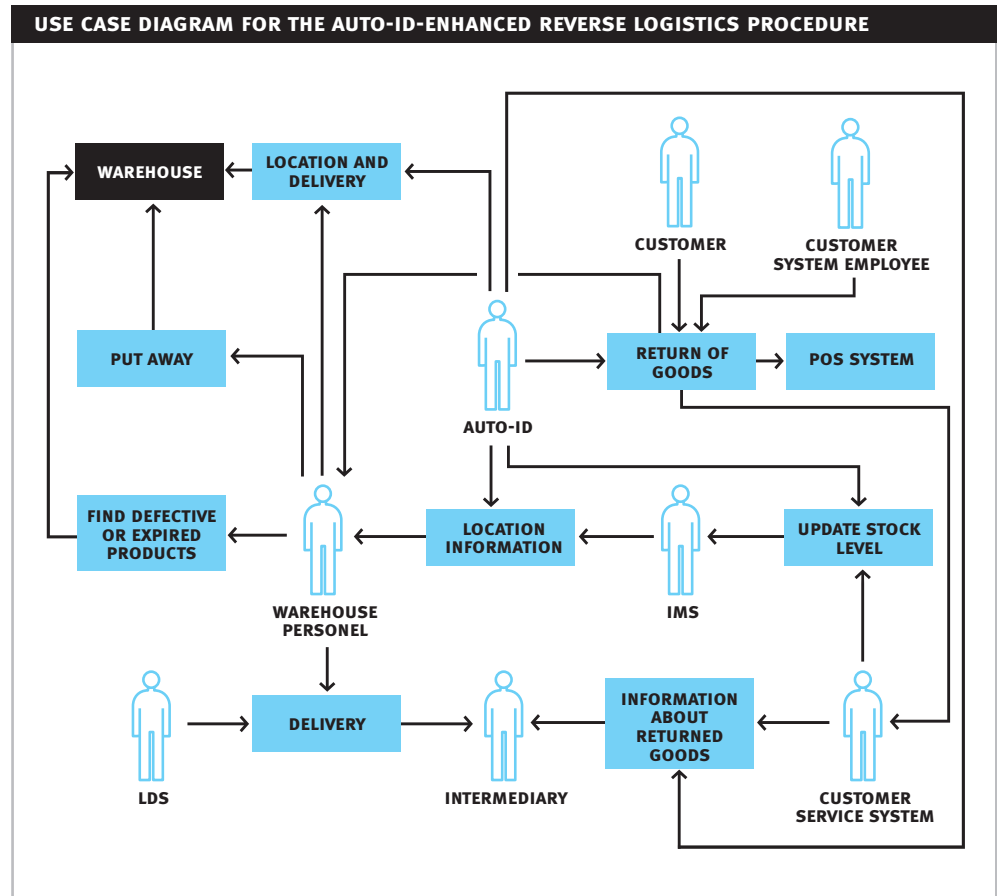 USE CASE DIAGRAM FOR THE AUTO-ID-ENHANCED REVERSE LOGISTICS PROCEDURE
WAREHOUSE
LOCATION AND
DELIVERY
CUSTOMER
CUSTOMER
SYSTEM EMPLOYEE
PUT AWAY
RETURN OF
GOODS
POS SYSTEM
AUTO-ID
FIND DEFECTIVE
OR EXPIRED
PRODUCTS
LOCATION
INFORMATION
UPDATE STOCK
LEVEL
WAREHOUSE
PERSONEL
IMS
DELIVERY
INFORMATION
ABOUT
RETURNED
GOODS
LDS
INTERMEDIARY
CUSTOMER
SERVICE SYSTEM